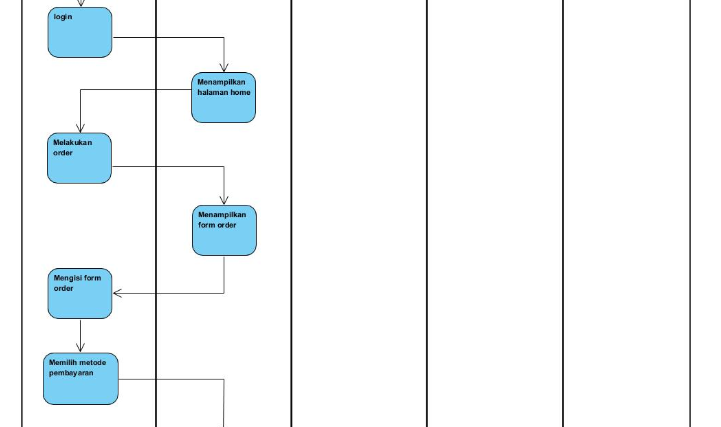 login
Menampilkan
halaman home
Melakukan
order
Menampilkan
form order
Mengisi form
order
Memilih metode
pembayaran